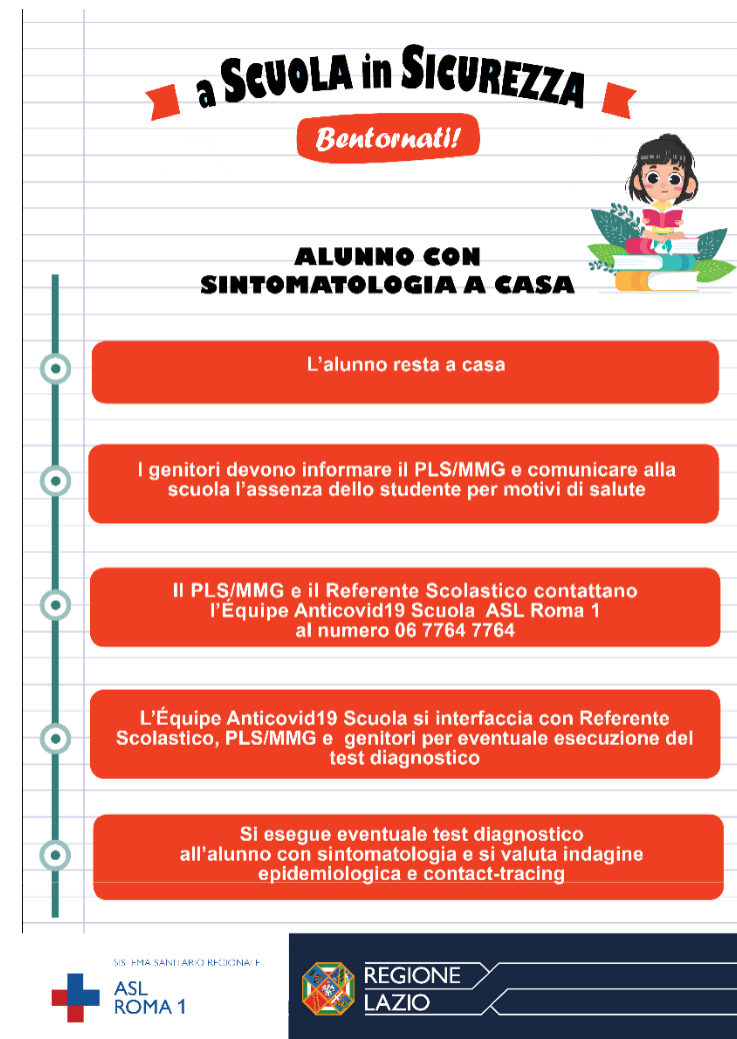 a SCUOLA in SICUREZZA
Bentornati!
ALUNNO CON
SINTOMATOLOGIA A CASA
L'alunno resta a casa
I genitori devono informare il PLS/MMG e comunicare alla
scuola l'assenza dello studente per motivi di salute
Il PLS/MMG e il Referente Scolastico contattano
l'Équipe Anticovid19 Scuola ASL Roma 1
al numero 06 7764 7764
L'Équipe Anticovid19 Scuola si interfaccia con Referente
Scolastico, PLS/MMG e genitori per eventuale esecuzione del
test diagnostico
Si esegue eventuale test diagnostico
all'alunno con sintomatologia e si valuta indagine
epidemiologica e contact-tracing
SISTEMA SANITARIO REGIONALE
ASL
ROMA 1
REGIONE
LAZIO